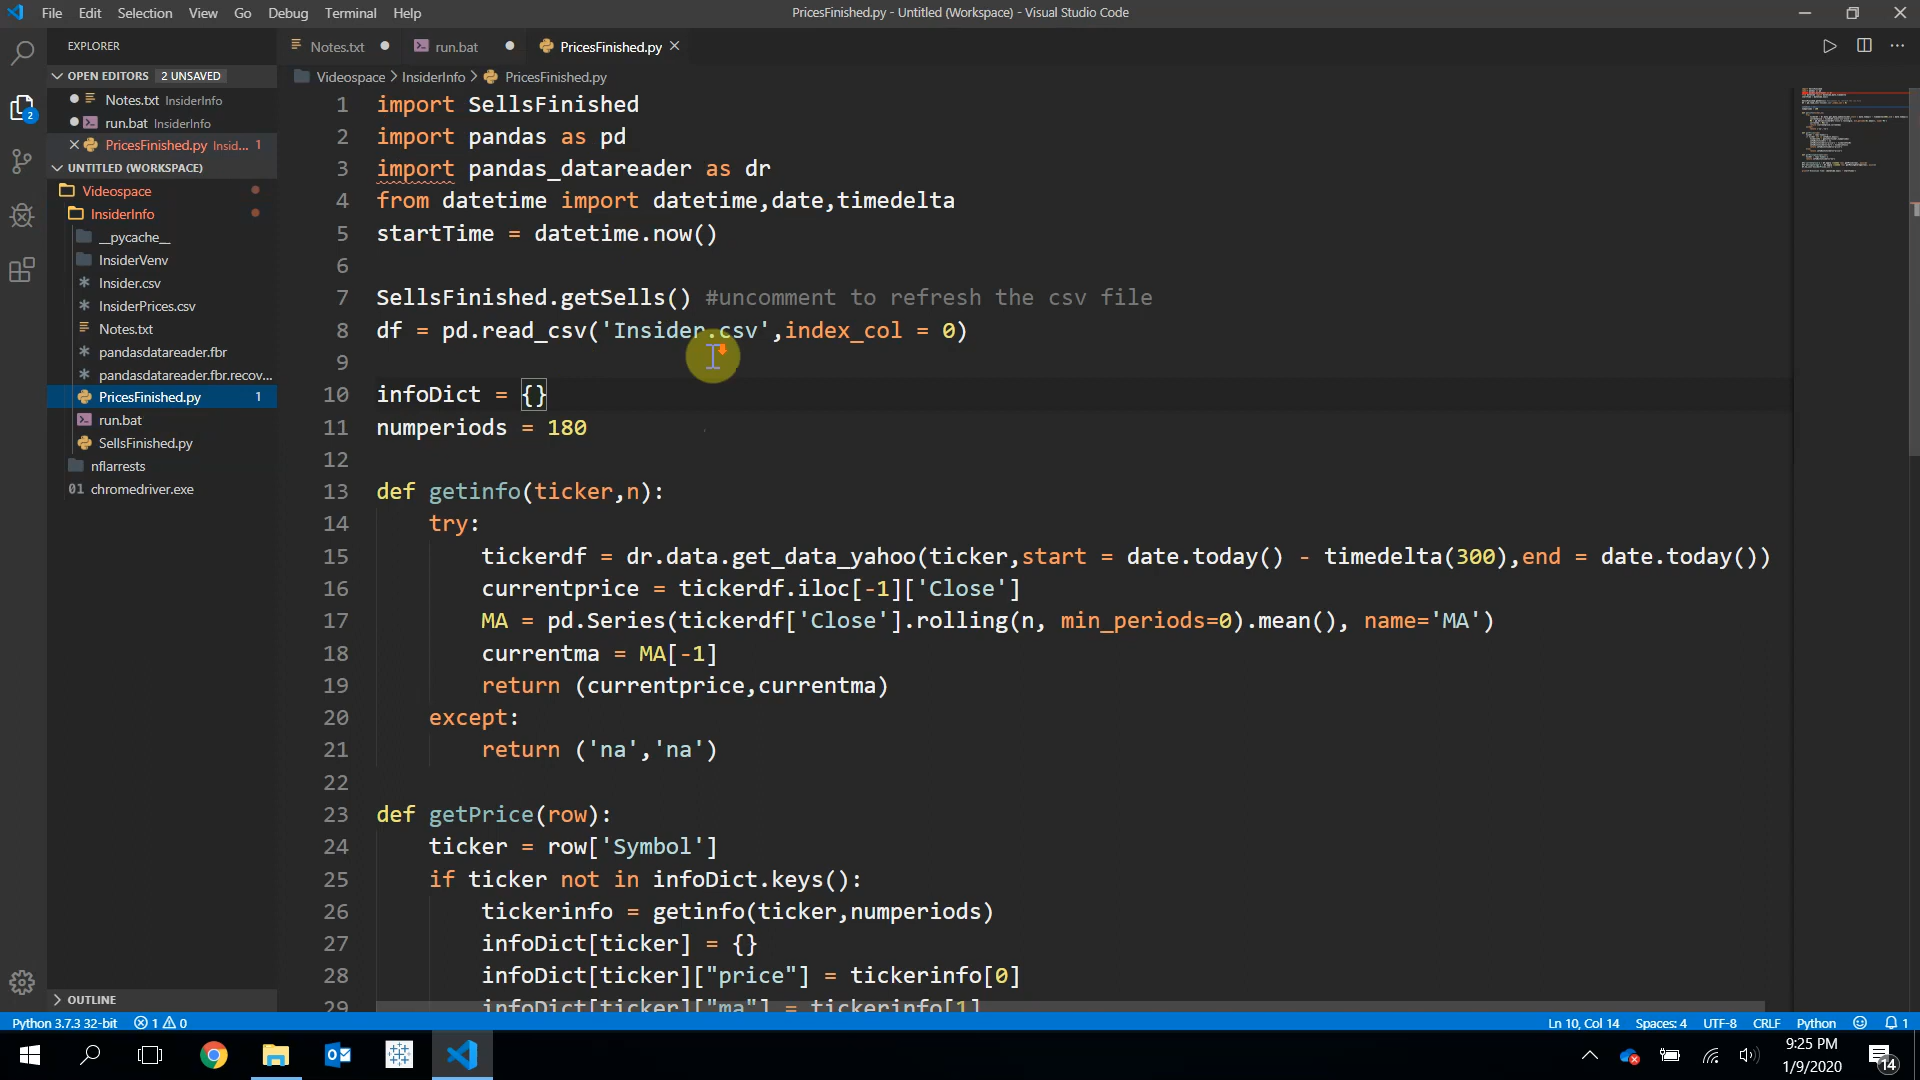 File Edit Selection View Go Debug Terminal Help
PricesFinished.py - Untitled (Workspace) - Visual Studio Code
EXPLORER
OPEN EDITORS 2 UNSAVED
Notes.txt InsiderInfo
run.bat InsiderInfo
PricesFinished.py Insid... 1
UNTITLED (WORKSPACE)
Videospace
InsiderInfo
__pycache__
InsiderVenv
Insider.csv
InsiderPrices.csv
Notes.txt
pandasdatareader.fbr
pandasdatareader.fbr.recov...
PricesFinished.py 1
run.bat
SellsFinished.py
nflarrests
01 chromedriver.exe
OUTLINE
2
Notes.txt run.bat PricesFinished.py
Videospace > InsiderInfo > PricesFinished.py
1 import SellsFinished
2 import pandas as pd
3 import pandas_datareader as dr
4 from datetime import datetime,date,timedelta
5 startTime = datetime.now()
6
7 SellsFinished.getSells() #uncomment to refresh the csv file
8 df = pd.read_csv('Insider.csv',index_col = 0)
9
10 infoDict = {}
11 numperiods = 180
12
13 def getinfo(ticker,n):
14 try:
15 tickerdf = dr.data.get_data_yahoo(ticker,start = date.today() - timedelta(300),end = date.today())
16 currentprice = tickerdf.iloc[-1]['Close']
17 MA = pd.Series(tickerdf['Close'].rolling(n, min_periods=0).mean(), name='MA')
18 currentma = MA[-1]
19 return (currentprice,currentma)
20 except:
21 return ('na','na')
22
23 def getPrice(row):
24 ticker = row['Symbol']
25 if ticker not in infoDict.keys():
26 tickerinfo = getinfo(ticker,numperiods)
27 infoDict[ticker] = {}
28 infoDict[ticker]["price"] = tickerinfo[0]
29 infoDict[ticker]["ma"] = tickerinfo[1]
Python 3.7.3 32-bit 1 0
Ln 10, Col 14 Spaces: 4 UTF-8 CRLF Python 1
9:25 PM
1/9/2020
14